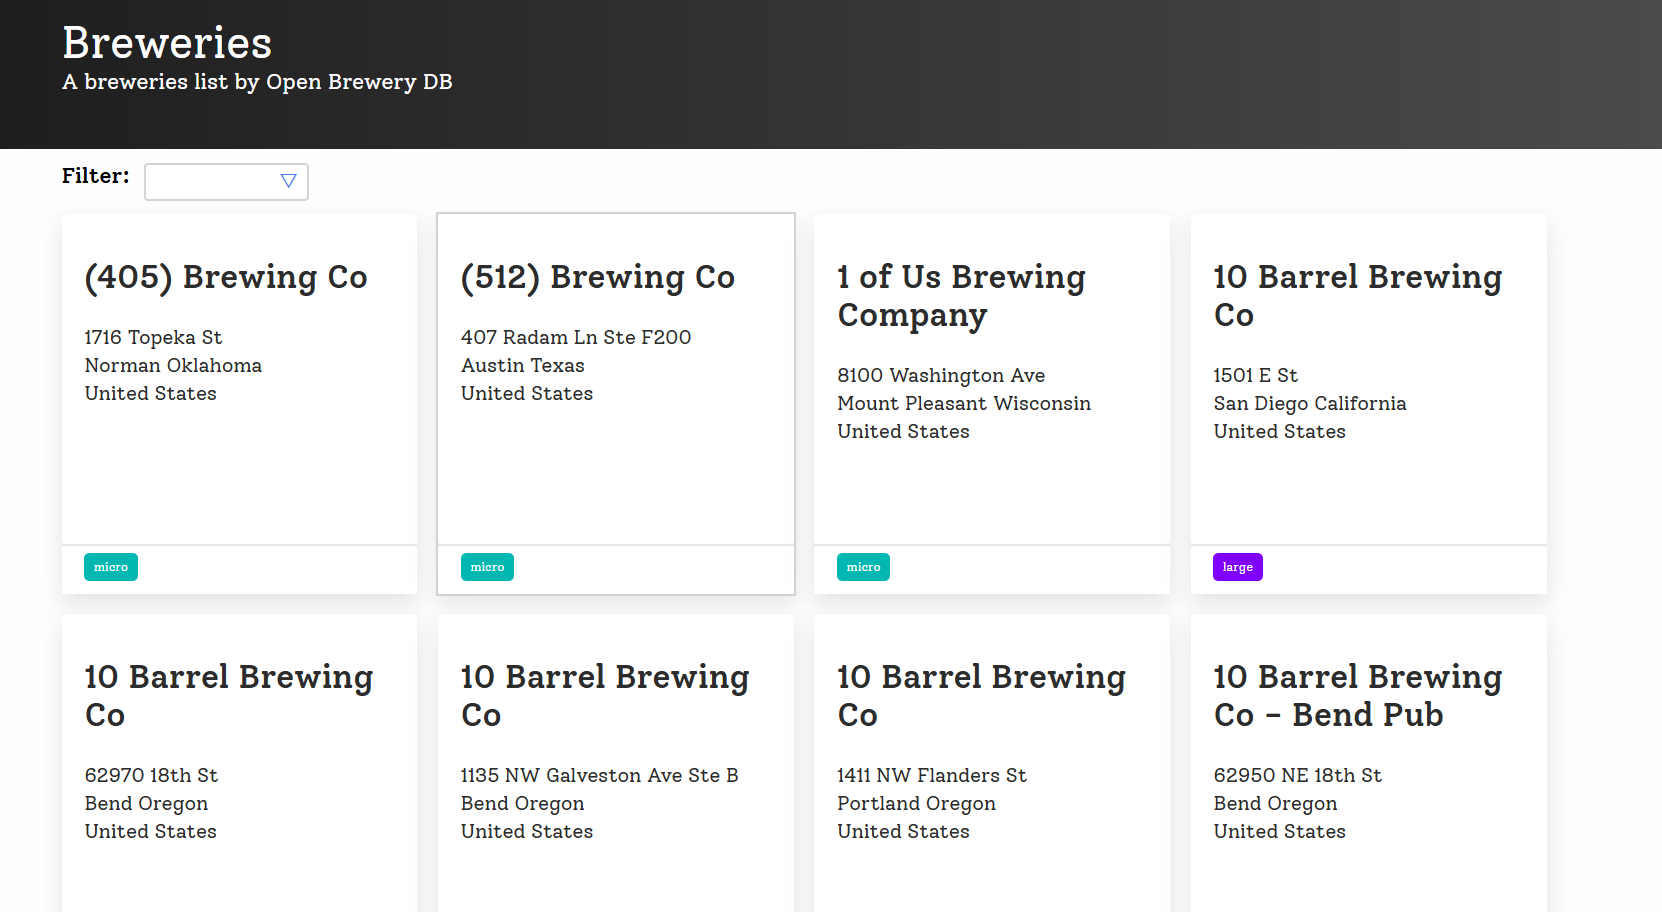 Breweries
A breweries list by Open Brewery DB
Filter:
(405) Brewing Co
1716 Topeka St
Norman Oklahoma
United States
micro
(512) Brewing Co
407 Radam Ln Ste F200
Austin Texas
United States
micro
1 of Us Brewing
Company
8100 Washington Ave
Mount Pleasant Wisconsin
United States
micro
10 Barrel Brewing
Co
1501 E St
San Diego California
United States
large
10 Barrel Brewing
Co
62970 18th St
Bend Oregon
United States
10 Barrel Brewing
Co
1135 NW Galveston Ave Ste B
Bend Oregon
United States
10 Barrel Brewing
Co
1411 NW Flanders St
Portland Oregon
United States
10 Barrel Brewing
Co - Bend Pub
62950 NE 18th St
Bend Oregon
United States